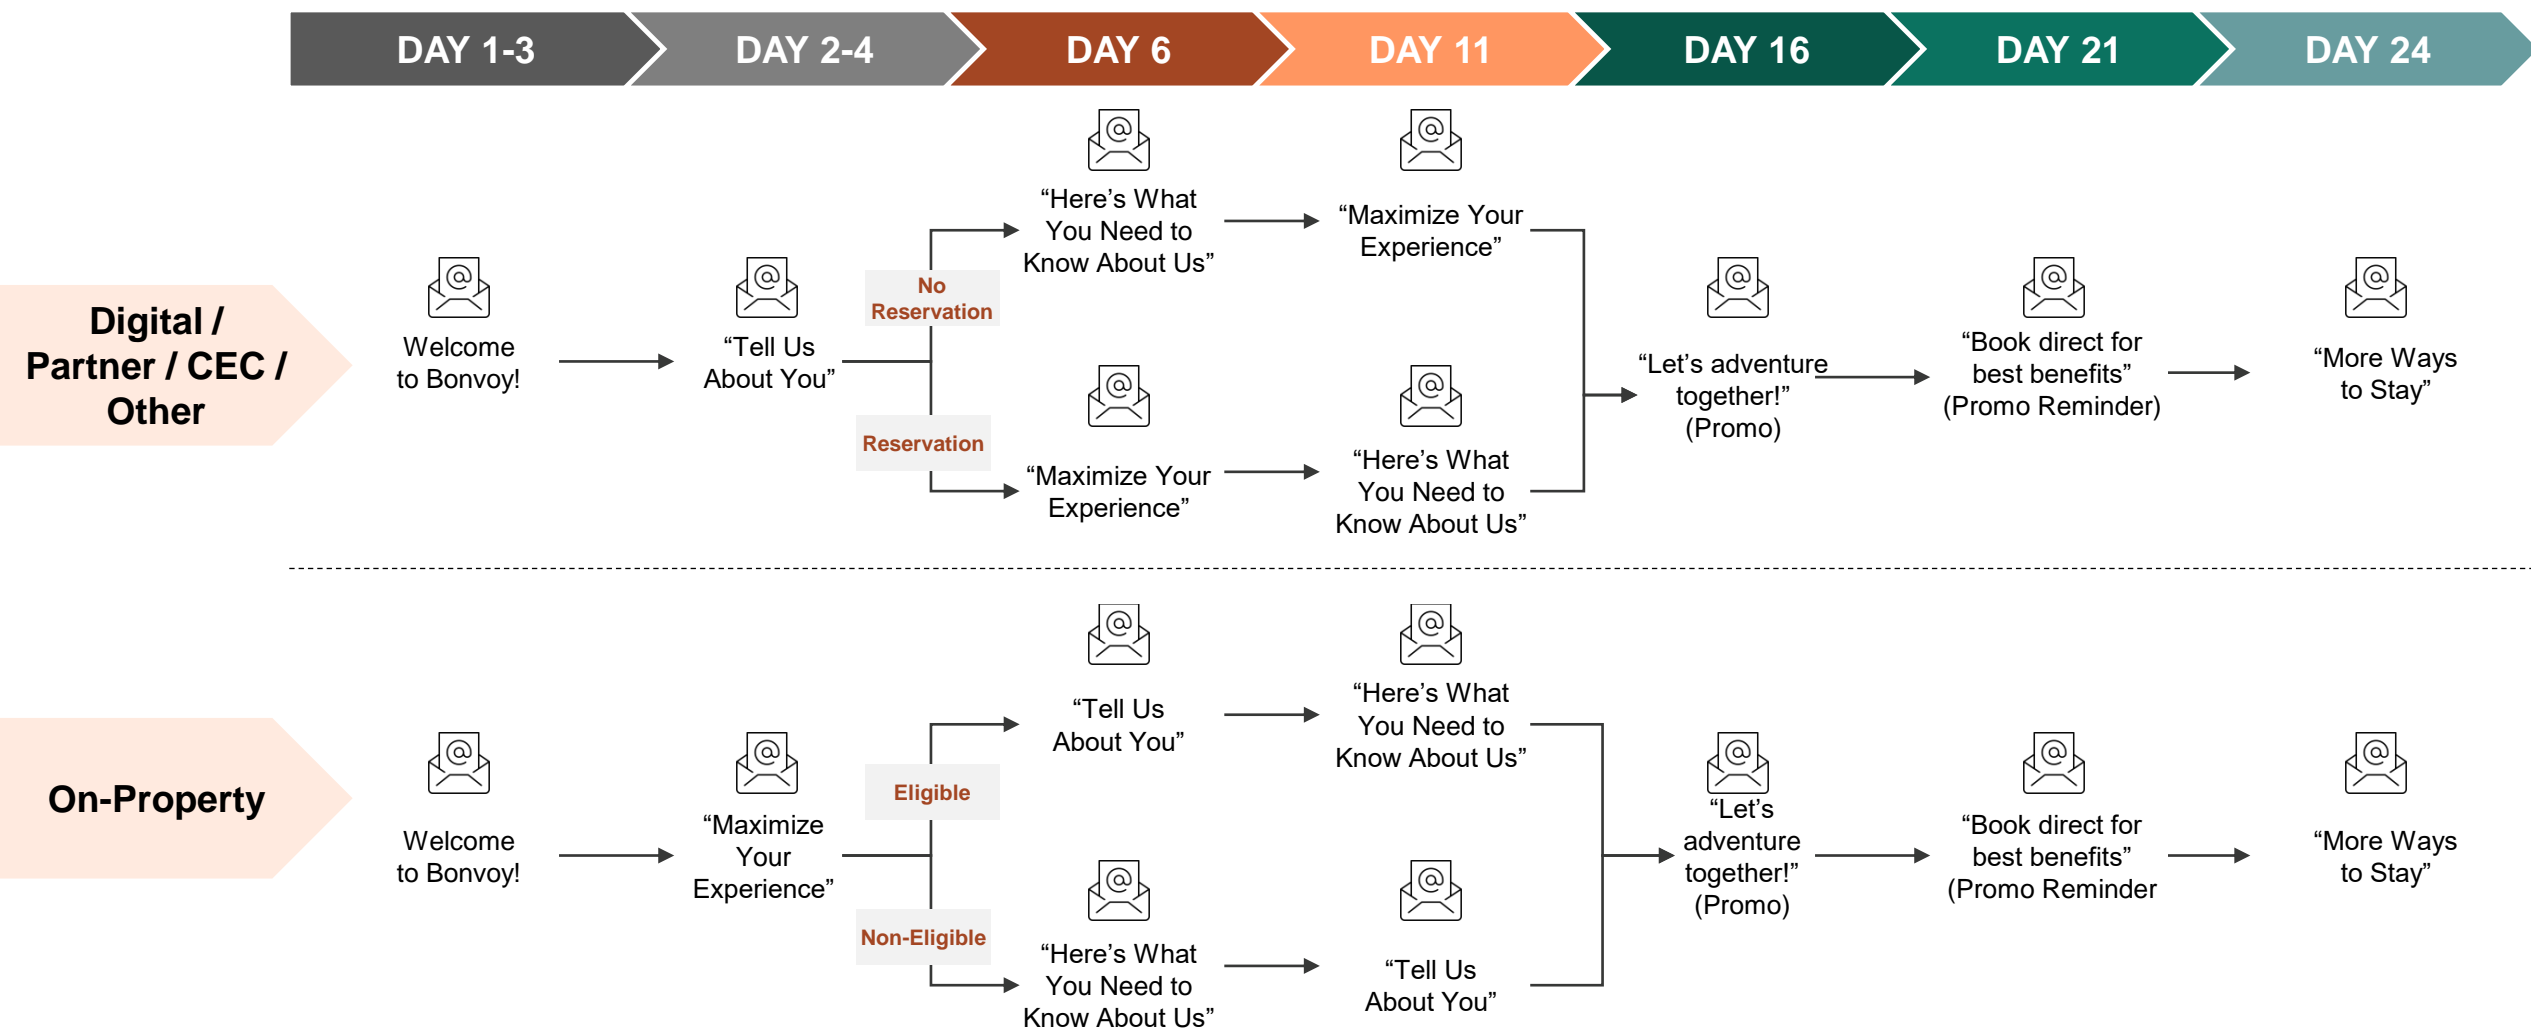 DAY 1-3
DAY 2-4
DAY 6
DAY 11
DAY 16
DAY 21
DAY 24
Digital /
Partner / CEC /
Other
Welcome
to Bonvoy!
“Tell Us
About You”
No
Reservation
Reservation
“Here’s What
You Need to
Know About Us”
“Maximize Your
Experience”
“Maximize Your
Experience”
“Here’s What
You Need to
Know About Us”
“Let’s adventure
together!”
(Promo)
“Book direct for
best benefits”
(Promo Reminder)
“More Ways
to Stay”
On-Property
Welcome
to Bonvoy!
“Maximize
Your
Experience”
Eligible
Non-Eligible
“Tell Us
About You”
“Here’s What
You Need to
Know About Us”
“Here’s What
You Need to
Know About Us”
“Tell Us
About You”
“Let’s
adventure
together!”
(Promo)
“Book direct for
best benefits”
(Promo Reminder
“More Ways
to Stay”